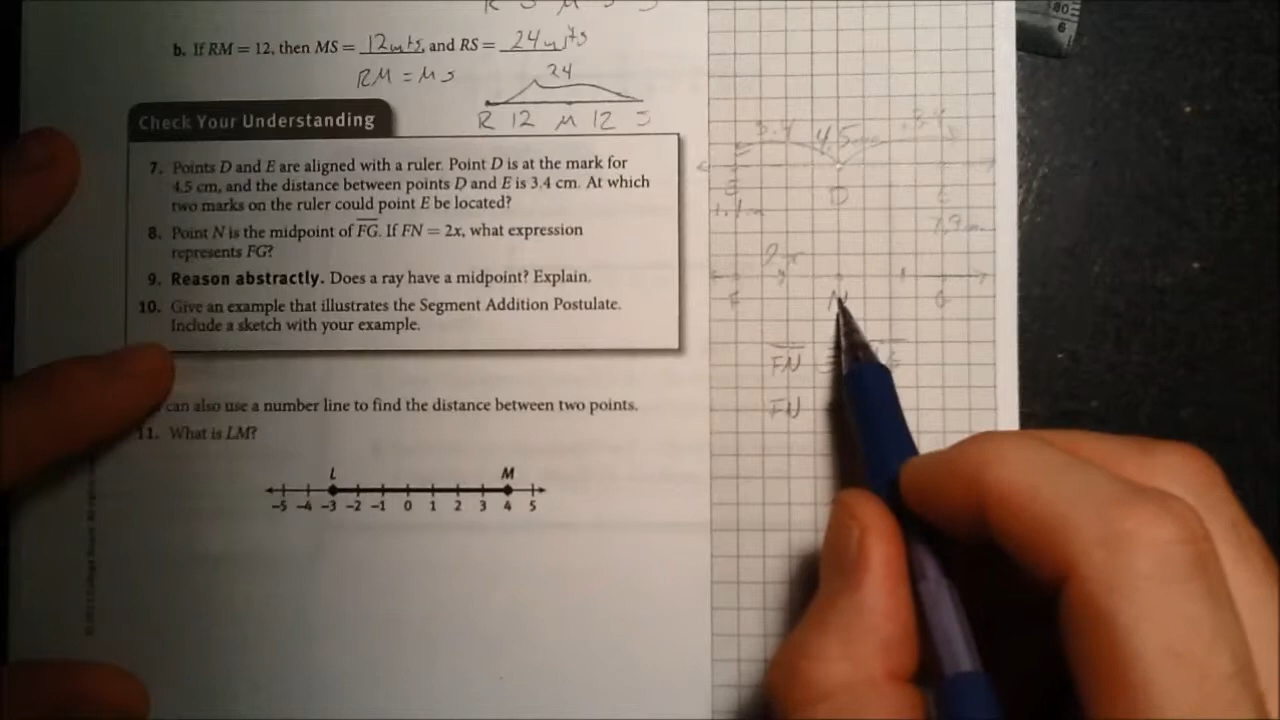 b. If RM = 12, then MS = 12 unts, and RS = 24 unts
RM = MS
24
R 12 M 12 S
Check Your Understanding
7. Points D and E are aligned with a ruler. Point D is at the mark for
4.5 cm, and the distance between points D and E is 3.4 cm. At which
two marks on the ruler could point E be located?
8. Point N is the midpoint of FG. If FN = 2x, what expression
represents FG?
9. Reason abstractly. Does a ray have a midpoint? Explain.
10. Give an example that illustrates the Segment Addition Postulate.
Include a sketch with your example.
can also use a number line to find the distance between two points.
11. What is LM?
L M
-5 -4 -3 -2 -1 0 1 2 3 4 5
3.4 4.5 3.4
E D E
7.9
F N G
FN
FN
80
6